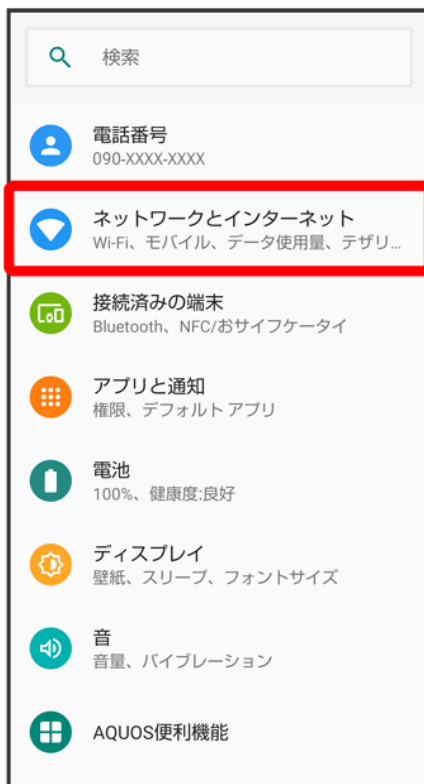 検索
電話番号
090-XXXX-XXXX
ネットワークとインターネット
Wi-Fi、モバイル、データ使用量、テザリ...
接続済みの端末
Bluetooth、NFC/おサイフケータイ
アプリと通知
権限、デフォルト アプリ
電池
100%、健康度:良好
ディスプレイ
壁紙、スリープ、フォントサイズ
音
音量、バイブレーション
AQUOS便利機能